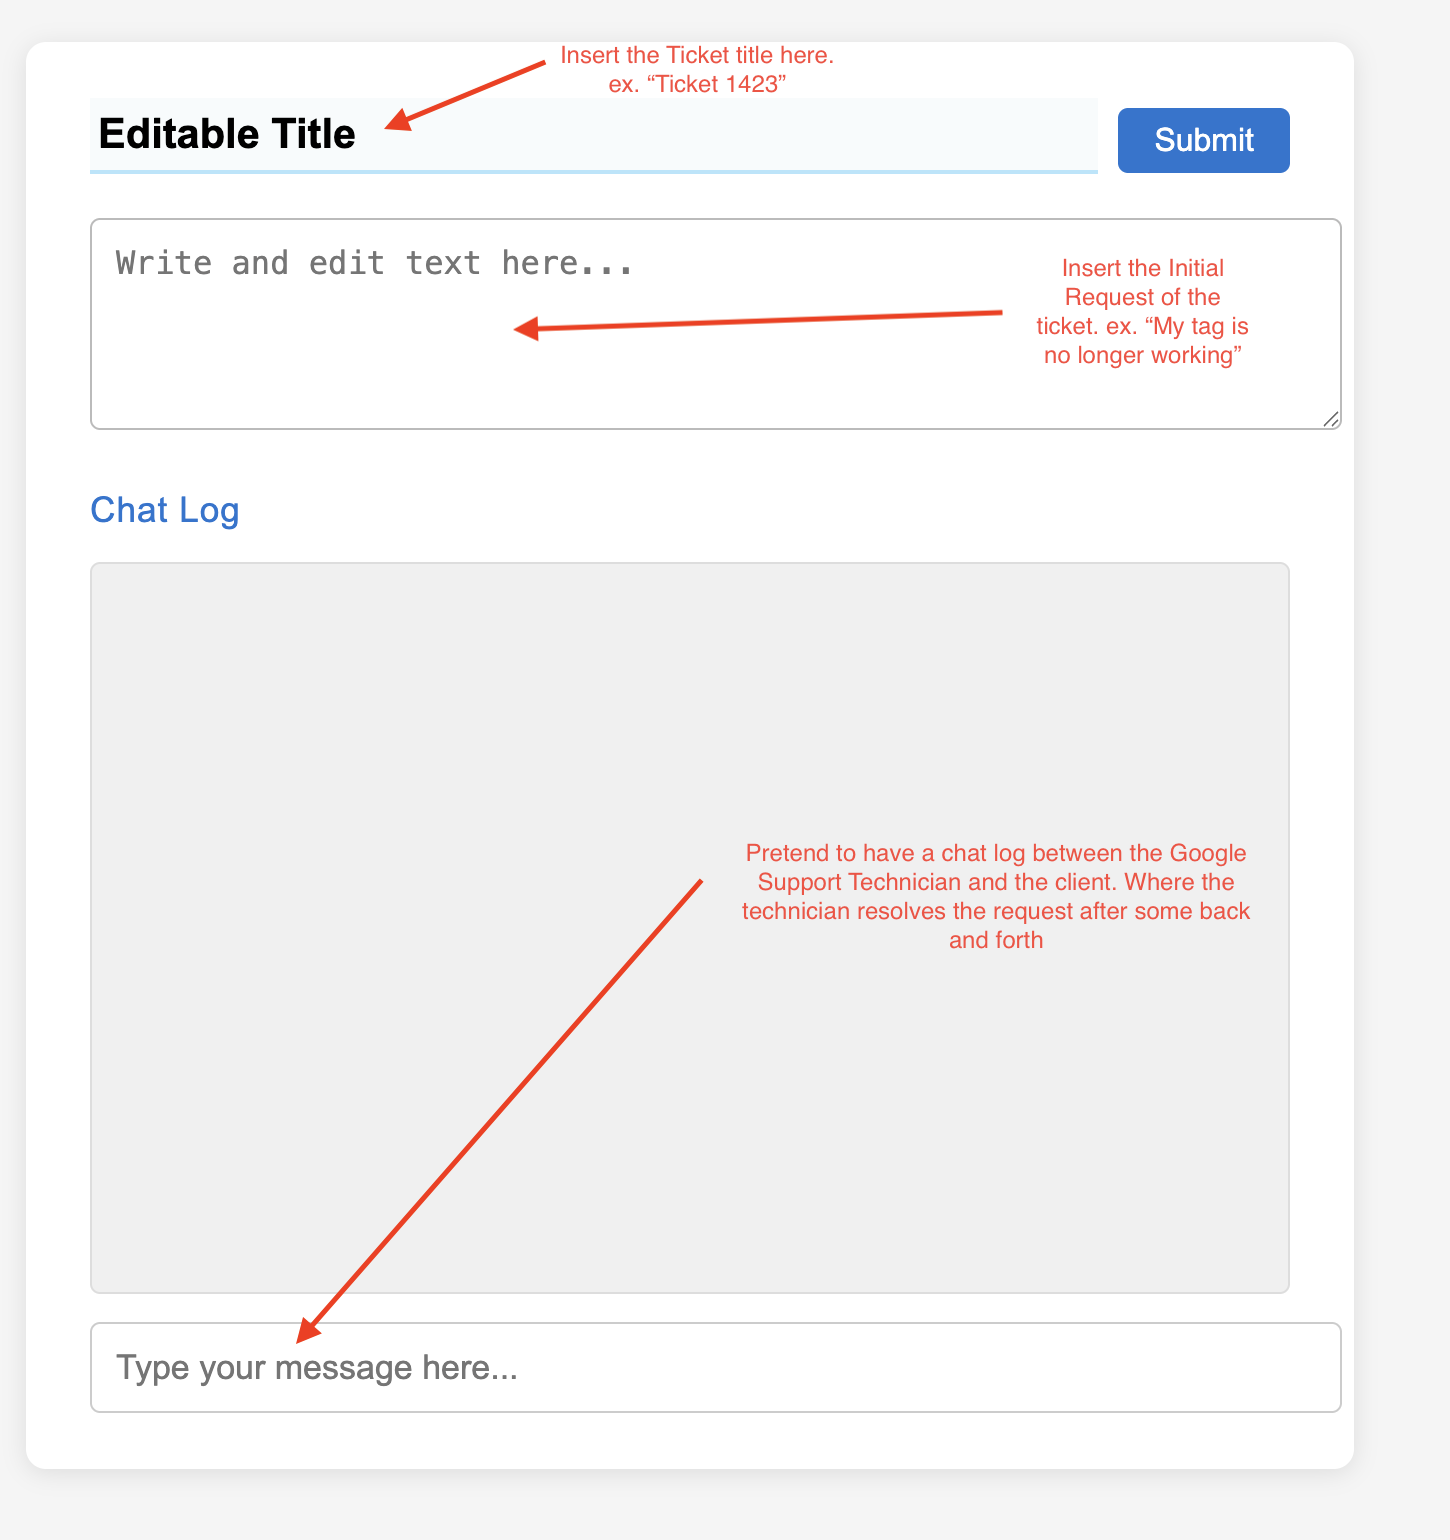 Insert the Ticket title here.
ex. “Ticket 1423”
Editable Title
Submit
Write and edit text here...
Insert the Initial
Request of the
ticket. ex. “My tag is
no longer working”
Chat Log
Pretend to have a chat log between the Google
Support Technician and the client. Where the
technician resolves the request after some back
and forth
Type your message here...